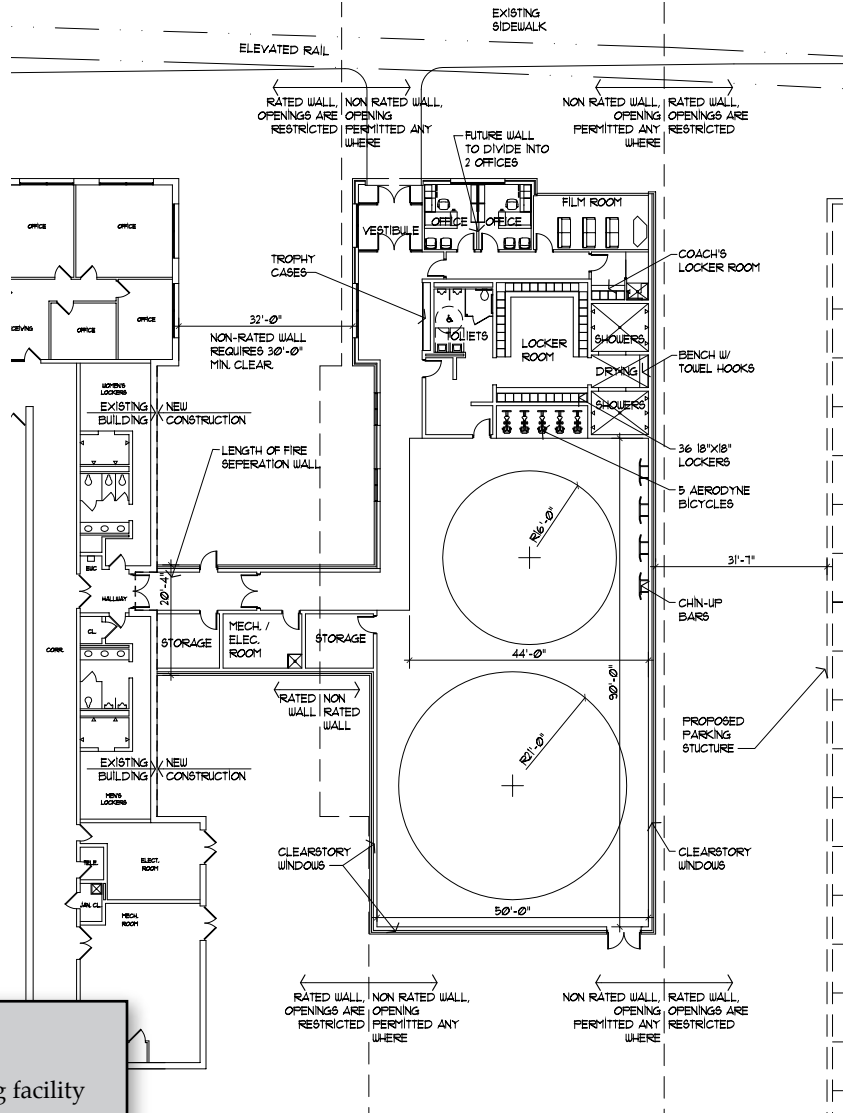 EXISTING
SIDEWALK
ELEVATED RAIL
RATED WALL,
OPENINGS ARE
RESTRICTED
NON RATED WALL,
OPENING
PERMITTED ANY
WHERE
NON RATED WALL,
OPENING
PERMITTED ANY
WHERE
RATED WALL,
OPENINGS ARE
RESTRICTED
FUTURE WALL
TO DIVIDE INTO
2 OFFICES
FILM ROOM
OFFICE
OFFICE
VESTIBULE
OFFICE
OFFICE
TROPHY
CASES
COACH'S
LOCKER ROOM
32'-0"
NON-RATED WALL
REQUIRES 30'-0"
MIN. CLEAR.
CEIVING
OFFICE
OFFICE
TOLIETS
LOCKER
ROOM
SHOWERS
DRYING
SHOWERS
BENCH W/
TOWEL HOOKS
WOMEN'S
LOCKERS
EXISTING
BUILDING
NEW
CONSTRUCTION
LENGTH OF FIRE
SEPERATION WALL
36 18"X18"
LOCKERS
5 AERODYNE
BICYCLES
R16'-0"
31'-7"
EWC
HALLWAY
20'-4"
CHIN-UP
BARS
CL.
STORAGE
MECH. /
ELEC.
ROOM
STORAGE
CORR.
44'-0"
90'-0"
RATED
WALL
NON
RATED
WALL
R21'-0"
PROPOSED
PARKING
STUCTURE
EXISTING
BUILDING
NEW
CONSTRUCTION
MEN'S
LOCKERS
CLEARSTORY
WINDOWS
CLEARSTORY
WINDOWS
TELE.
ELECT.
ROOM
JAN. CL.
MECH.
ROOM
50'-0"
RATED WALL,
OPENINGS ARE
RESTRICTED
NON RATED WALL,
OPENING
PERMITTED ANY
WHERE
NON RATED WALL,
OPENING
PERMITTED ANY
WHERE
RATED WALL,
OPENINGS ARE
RESTRICTED
g facility